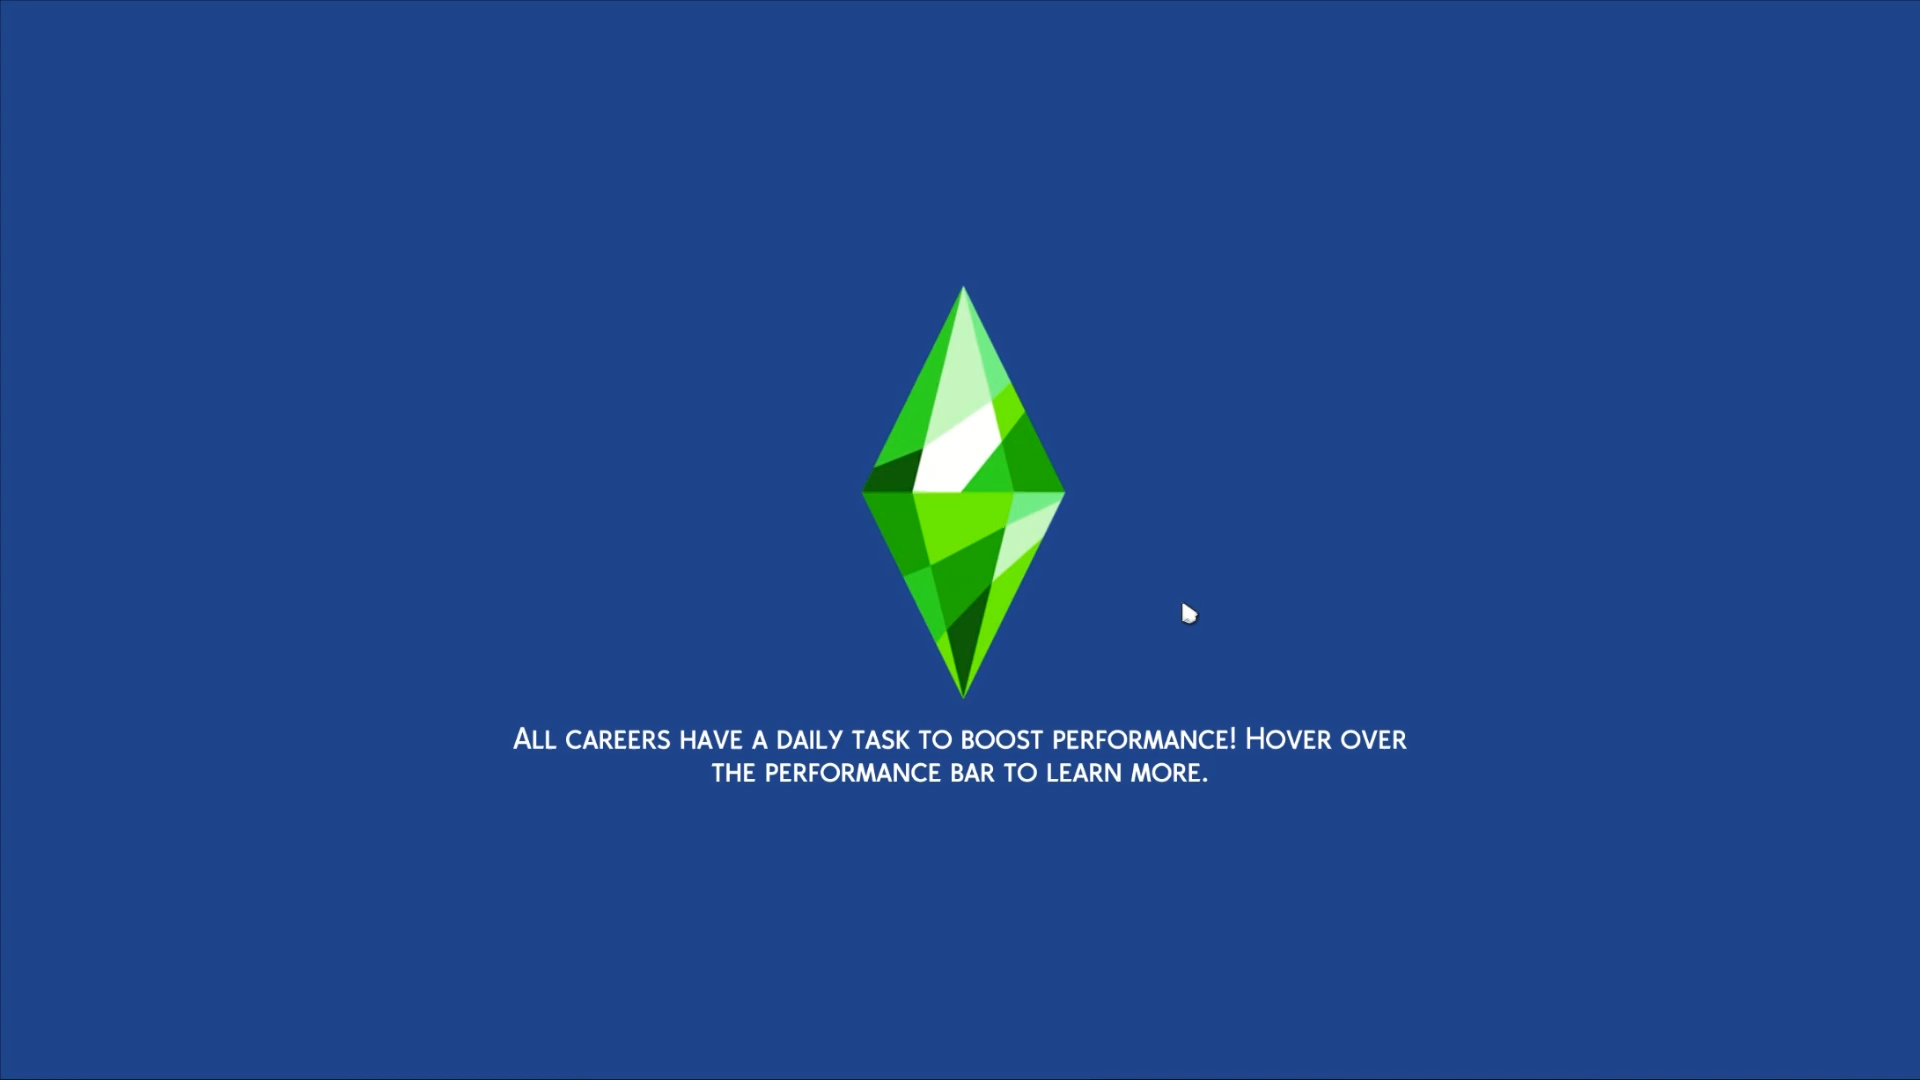 All careers have a daily task to boost performance! Hover over
the performance bar to learn more.